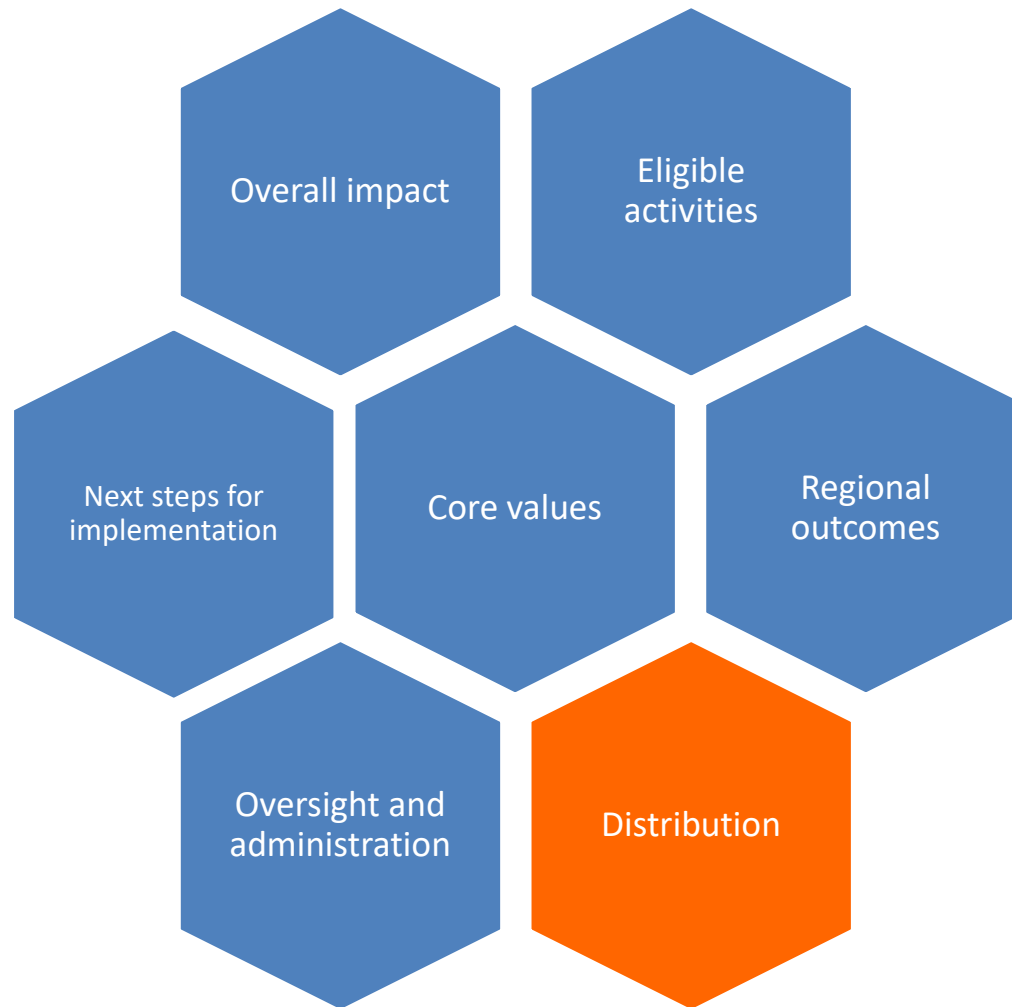 Overall impact
Eligible
activities
Next steps for
implementation
Core values
Regional
outcomes
Oversight and
administration
Distribution